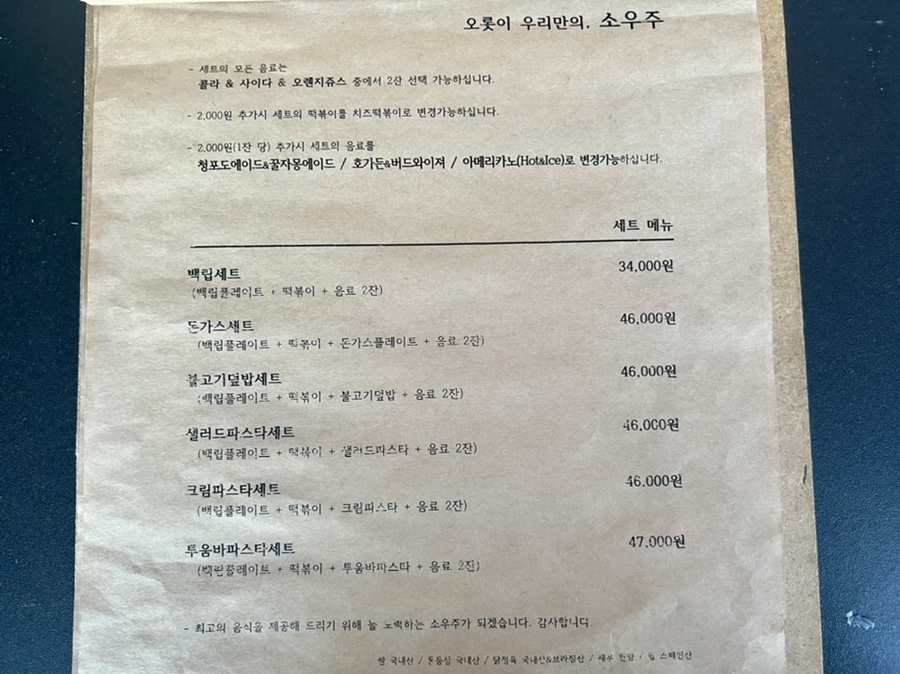 오롯이 우리만의. 소우주
- 세트의 모든 음료는
콜라 & 사이다 & 오렌지쥬스 중에서 2잔 선택 가능하십니다.
- 2,000원 추가시 세트의 떡볶이를 치즈떡볶이로 변경가능하십니다.
- 2,000원(1잔 당) 추가시 세트의 음료를
청포도에이드&꿀자몽에이드 / 호가든&버드와이져 / 아메리카노(Hot&Ice)로 변경가능하십니다.
세트 메뉴
백립세트 34,000원
(백립플레이트 + 떡볶이 + 음료 2잔)
돈가스세트 46,000원
(백립플레이트 + 떡볶이 + 돈가스플레이트 + 음료 2잔)
불고기덮밥세트 46,000원
(백립플레이트 + 떡볶이 + 불고기덮밥 + 음료 2잔)
샐러드파스타세트 46,000원
(백립플레이트 + 떡볶이 + 샐러드파스타 + 음료 2잔)
크림파스타세트 46,000원
(백립플레이트 + 떡볶이 + 크림파스타 + 음료 2잔)
투움바파스타세트 47,000원
(백립플레이트 + 떡볶이 + 투움바파스타 + 음료 2잔)
- 최고의 음식을 제공해 드리기 위해 늘 노력하는 소우주가 되겠습니다. 감사합니다.
쌀 국내산 / 돈등심 국내산 / 닭정육 국내산&브라질산 / 새우 / 스페인산